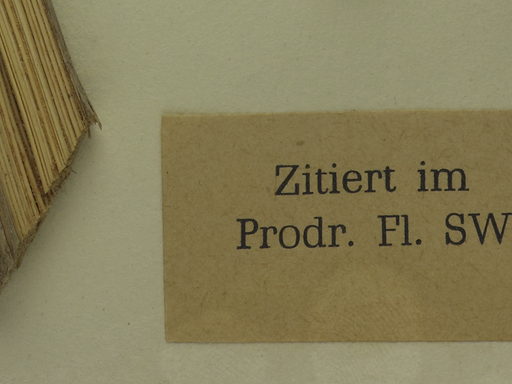 Zitiert im
Prodr. Fl. SW